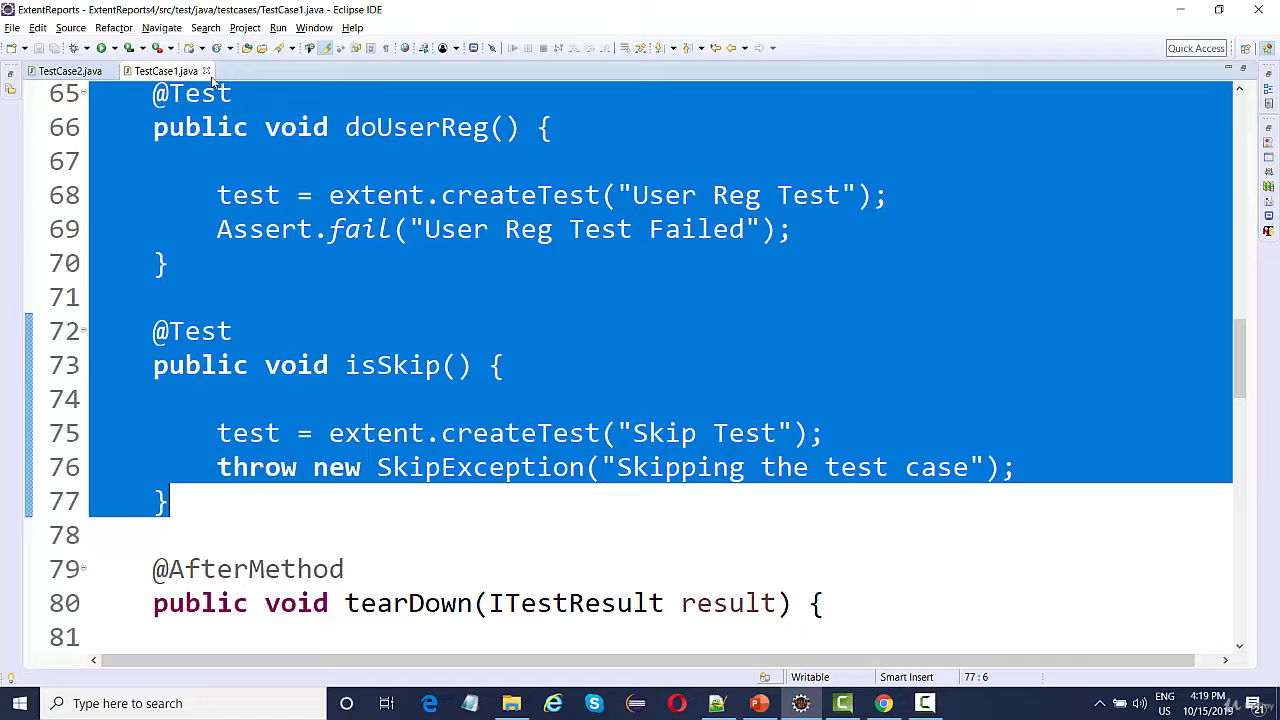 ExtentReports - ExtentReports4/src/test/java/testcases/TestCase1.java - Eclipse IDE
File Edit Source Refactor Navigate Search Project Run Window Help
Quick Access
TestCase2.java TestCase1.java
65 @Test
66 public void doUserReg() {
67
68 test = extent.createTest("User Reg Test");
69 Assert.fail("User Reg Test Failed");
70 }
71
72 @Test
73 public void isSkip() {
74
75 test = extent.createTest("Skip Test");
76 throw new SkipException("Skipping the test case");
77 }
78
79 @AfterMethod
80 public void tearDown(ITestResult result) {
81
Writable Smart Insert 77 : 6
Type here to search
ENG 4:19 PM
US